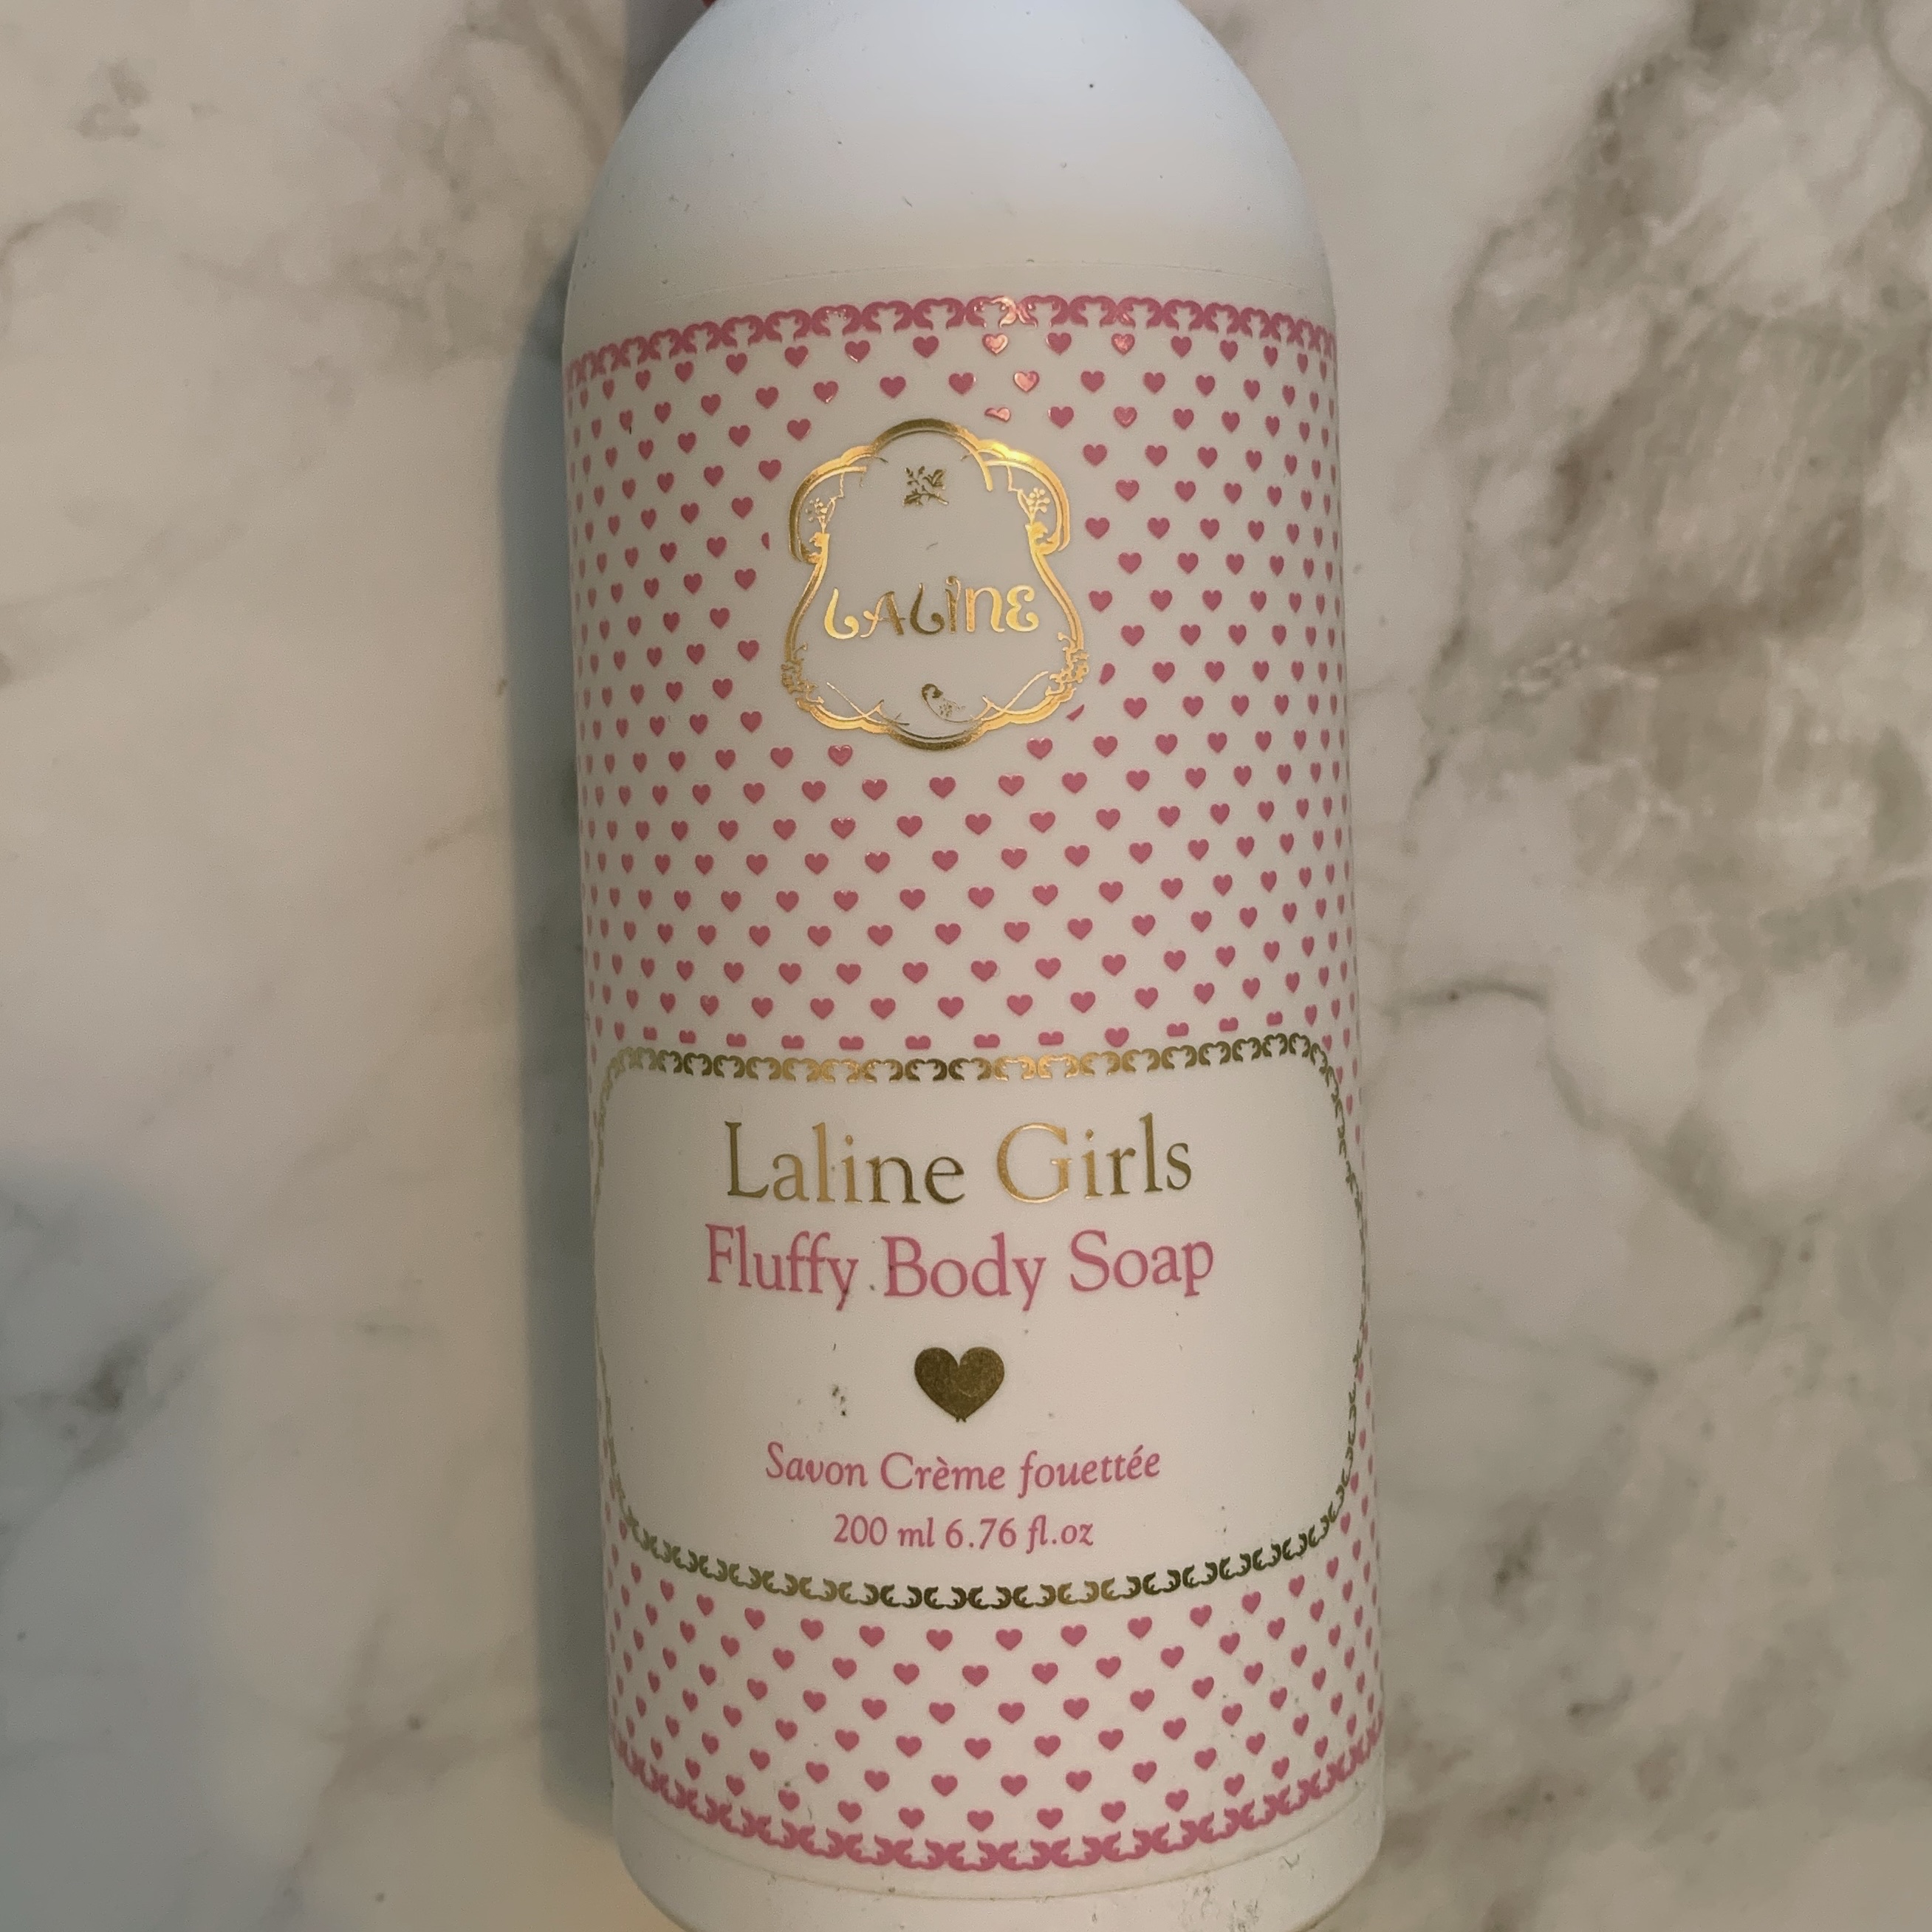 LALINE
Laline Girls
Fluffy Body Soap
Savon Crème fouettée
200 ml 6.76 fl.oz